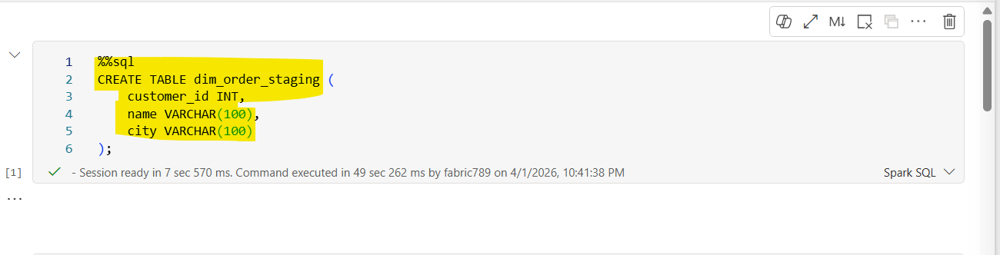 M↓
1 %%sql
2 CREATE TABLE dim_order_staging (
3 customer_id INT,
4 name VARCHAR(100),
5 city VARCHAR(100)
6 );
[1] - Session ready in 7 sec 570 ms. Command executed in 49 sec 262 ms by fabric789 on 4/1/2026, 10:41:38 PM Spark SQL